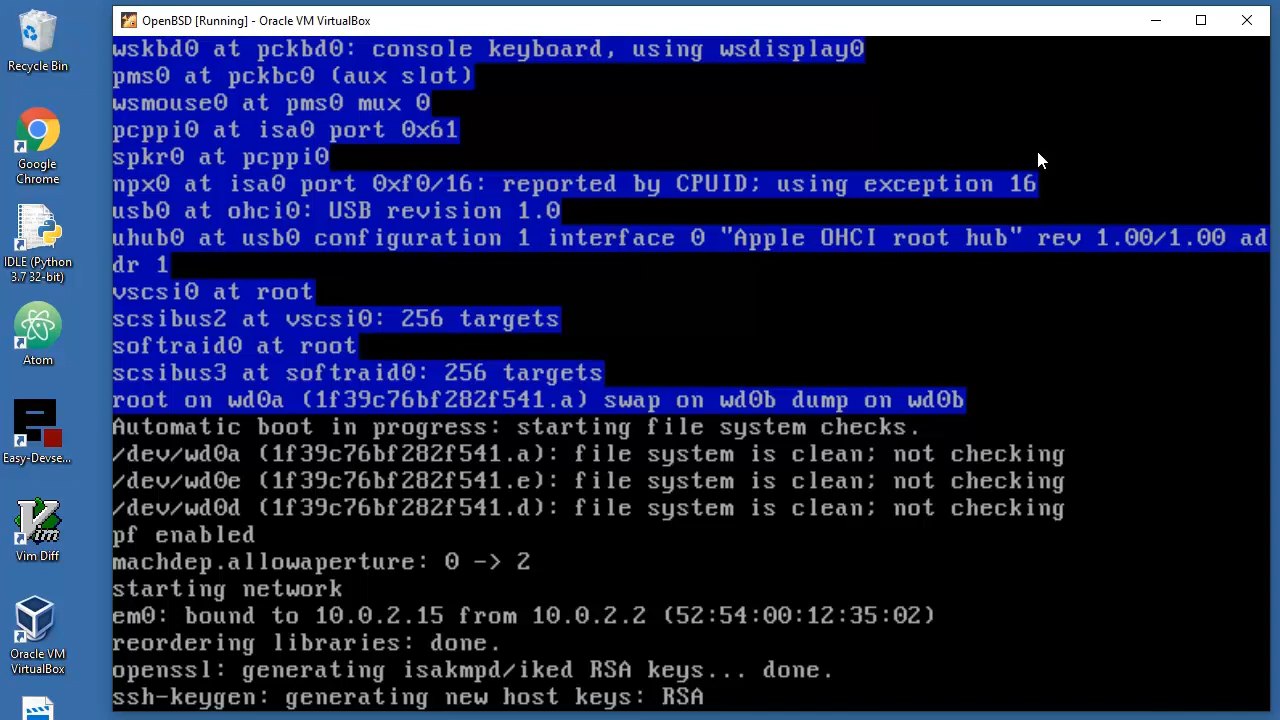 OpenBSD [Running] - Oracle VM VirtualBox
Recycle Bin
Google
Chrome
IDLE (Python
3.7 32-bit)
Atom
Easy-Devse...
Vim Diff
Oracle VM
VirtualBox
wskbd0 at pckbd0: console keyboard, using wsdisplay0
pms0 at pckbc0 (aux slot)
wsmouse0 at pms0 mux 0
pcppi0 at isa0 port 0x61
spkr0 at pcppi0
npx0 at isa0 port 0xf0/16: reported by CPUID; using exception 16
usb0 at ohci0: USB revision 1.0
uhub0 at usb0 configuration 1 interface 0 "Apple OHCI root hub" rev 1.00/1.00 ad
dr 1
vscsi0 at root
scsibus2 at vscsi0: 256 targets
softraid0 at root
scsibus3 at softraid0: 256 targets
root on wd0a (1f39c76bf282f541.a) swap on wd0b dump on wd0b
Automatic boot in progress: starting file system checks.
/dev/wd0a (1f39c76bf282f541.a): file system is clean; not checking
/dev/wd0e (1f39c76bf282f541.e): file system is clean; not checking
/dev/wd0d (1f39c76bf282f541.d): file system is clean; not checking
pf enabled
machdep.allowaperture: 0 -> 2
starting network
em0: bound to 10.0.2.15 from 10.0.2.2 (52:54:00:12:35:02)
reordering libraries: done.
openssl: generating isakmpd/iked RSA keys... done.
ssh-keygen: generating new host keys: RSA